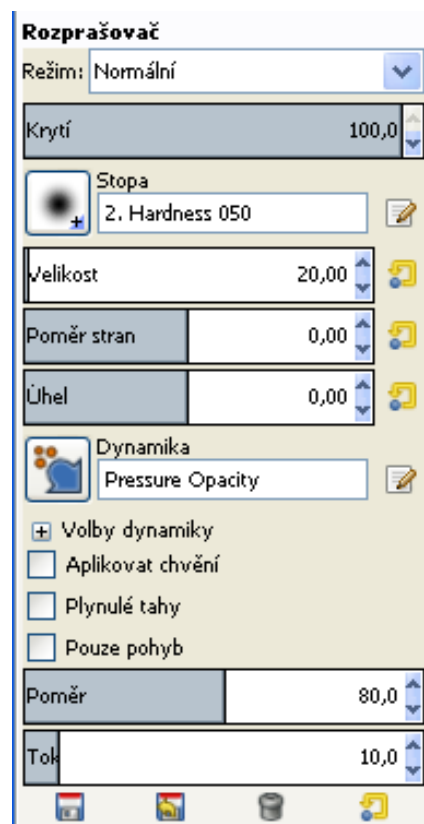 Rozprašovač
Režim: Normální
Krytí 100,0
Stopa
2. Hardness 050
Velikost 20,00
Poměr stran 0,00
Úhel 0,00
Dynamika
Pressure Opacity
Volby dynamiky
Aplikovat chvění
Plynulé tahy
Pouze pohyb
Poměr 80,0
Tok 10,0